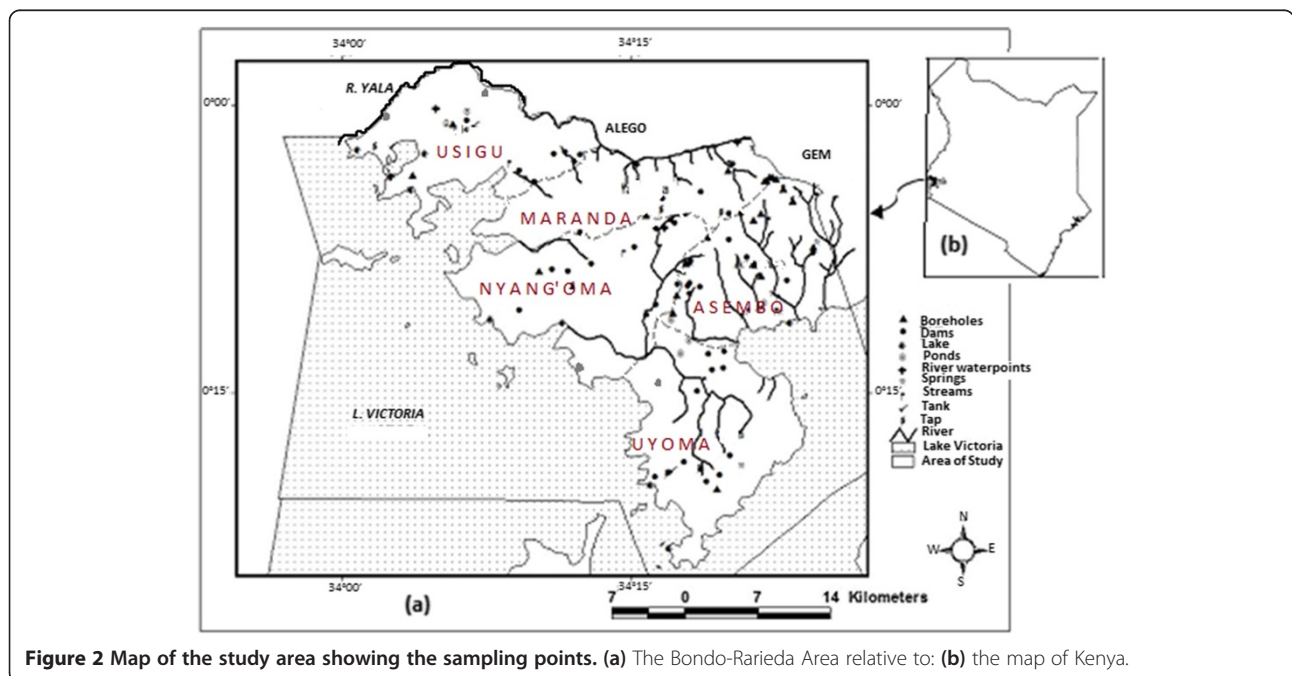 34°00′ 34°15′
R. YALA
0°00′ 0°00′
ALEGO
GEM
USIGU
MARANDA
(b)
NYANG'OMA
ASEMBO
Boreholes
Dams
Lake
Ponds
River waterpoints
Springs
Streams
Tank
Tap
River
Lake Victoria
Area of Study
0°15′ 0°15′
L. VICTORIA
UYOMA
N
W E
S
34°00′ 34°15′
(a)
7 0 7 14 Kilometers
Figure 2 Map of the study area showing the sampling points. (a) The Bondo-Rarieda Area relative to: (b) the map of Kenya.